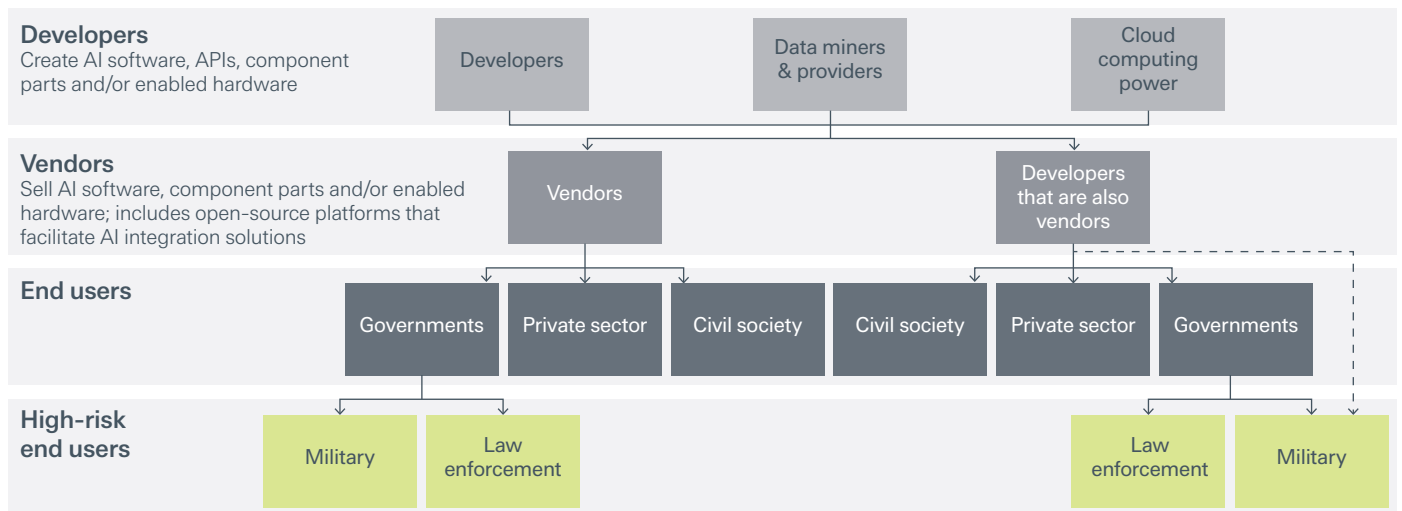 Developers
Create AI software, APIs, component
parts and/or enabled hardware
Developers
Data miners
& providers
Cloud
computing
power
Vendors
Sell AI software, component parts and/or enabled
hardware; includes open-source platforms that
facilitate AI integration solutions
Vendors
Developers
that are also
vendors
End users
Governments
Private sector
Civil society
Civil society
Private sector
Governments
High-risk
end users
Military
Law
enforcement
Law
enforcement
Military